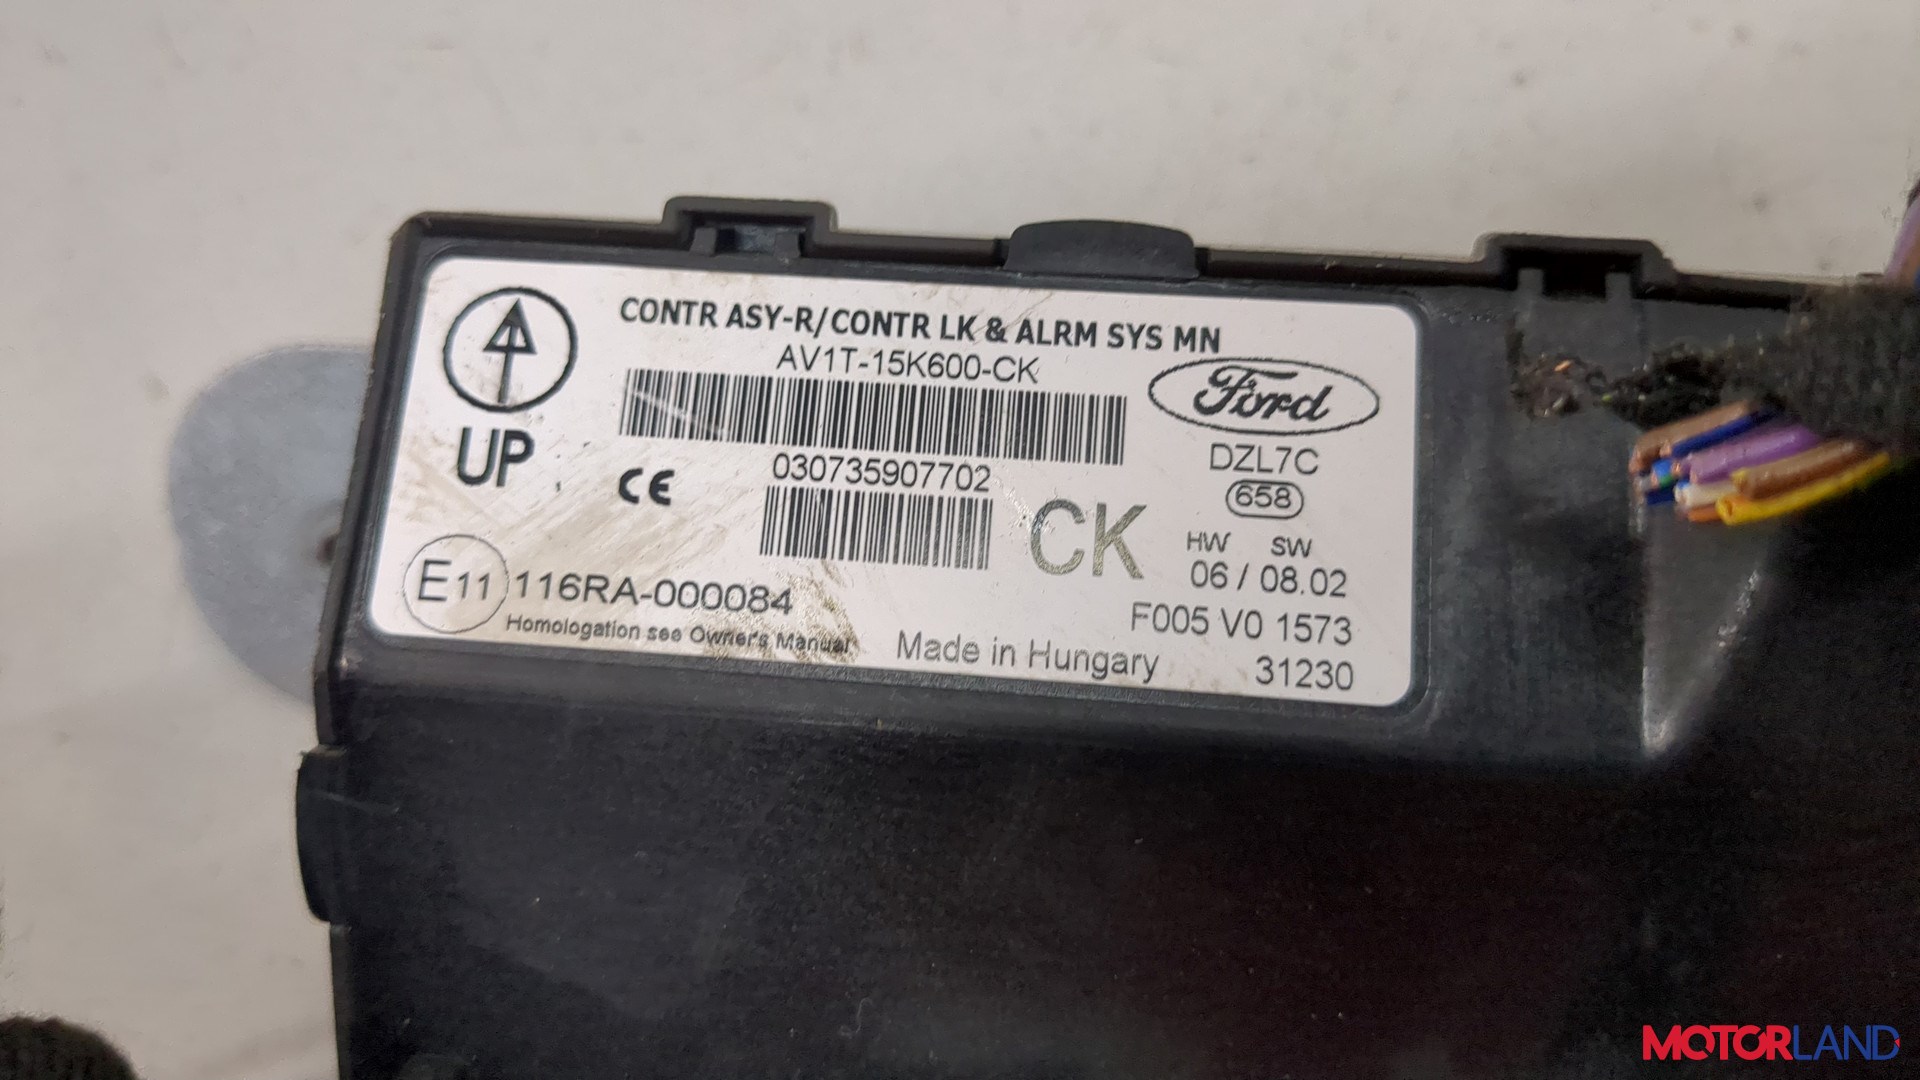 CONTR ASY-R/CONTR LK & ALRM SYS MN
AV1T-15K600-CK
Ford
UP
CE
030735907702
DZL7C
658
CK
HW SW
06 / 08.02
E11 116RA-000084
F005 V0 1573
Homologation see Owner's Manual
Made in Hungary
31230
MOTORLAND